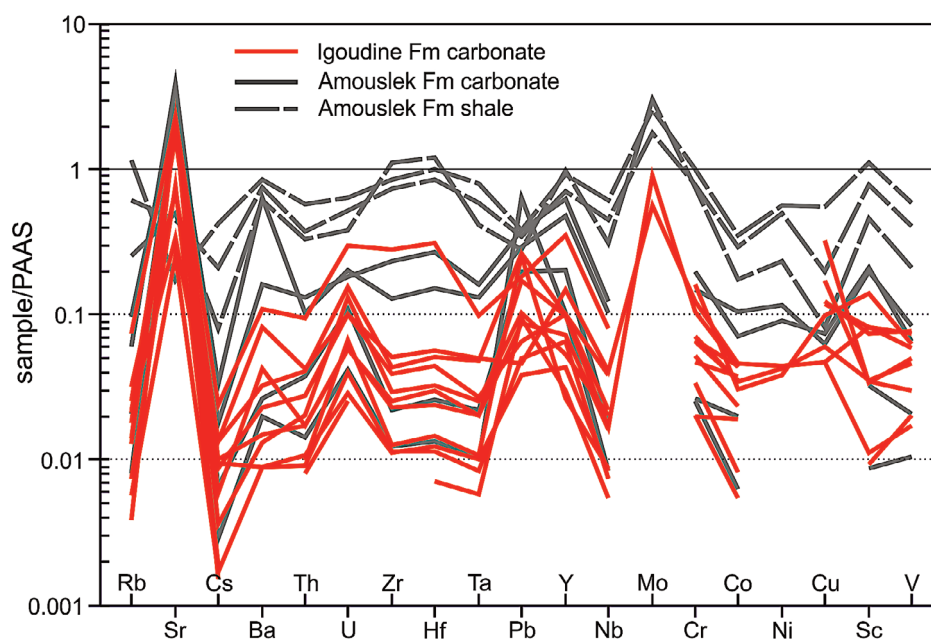 10
Igoudine Fm carbonate
Amouslek Fm carbonate
Amouslek Fm shale
1
sample/PAAS
0.1
0.01
Rb Cs Th Zr Ta Y Mo Co Cu V
0.001
Sr Ba U Hf Pb Nb Cr Ni Sc